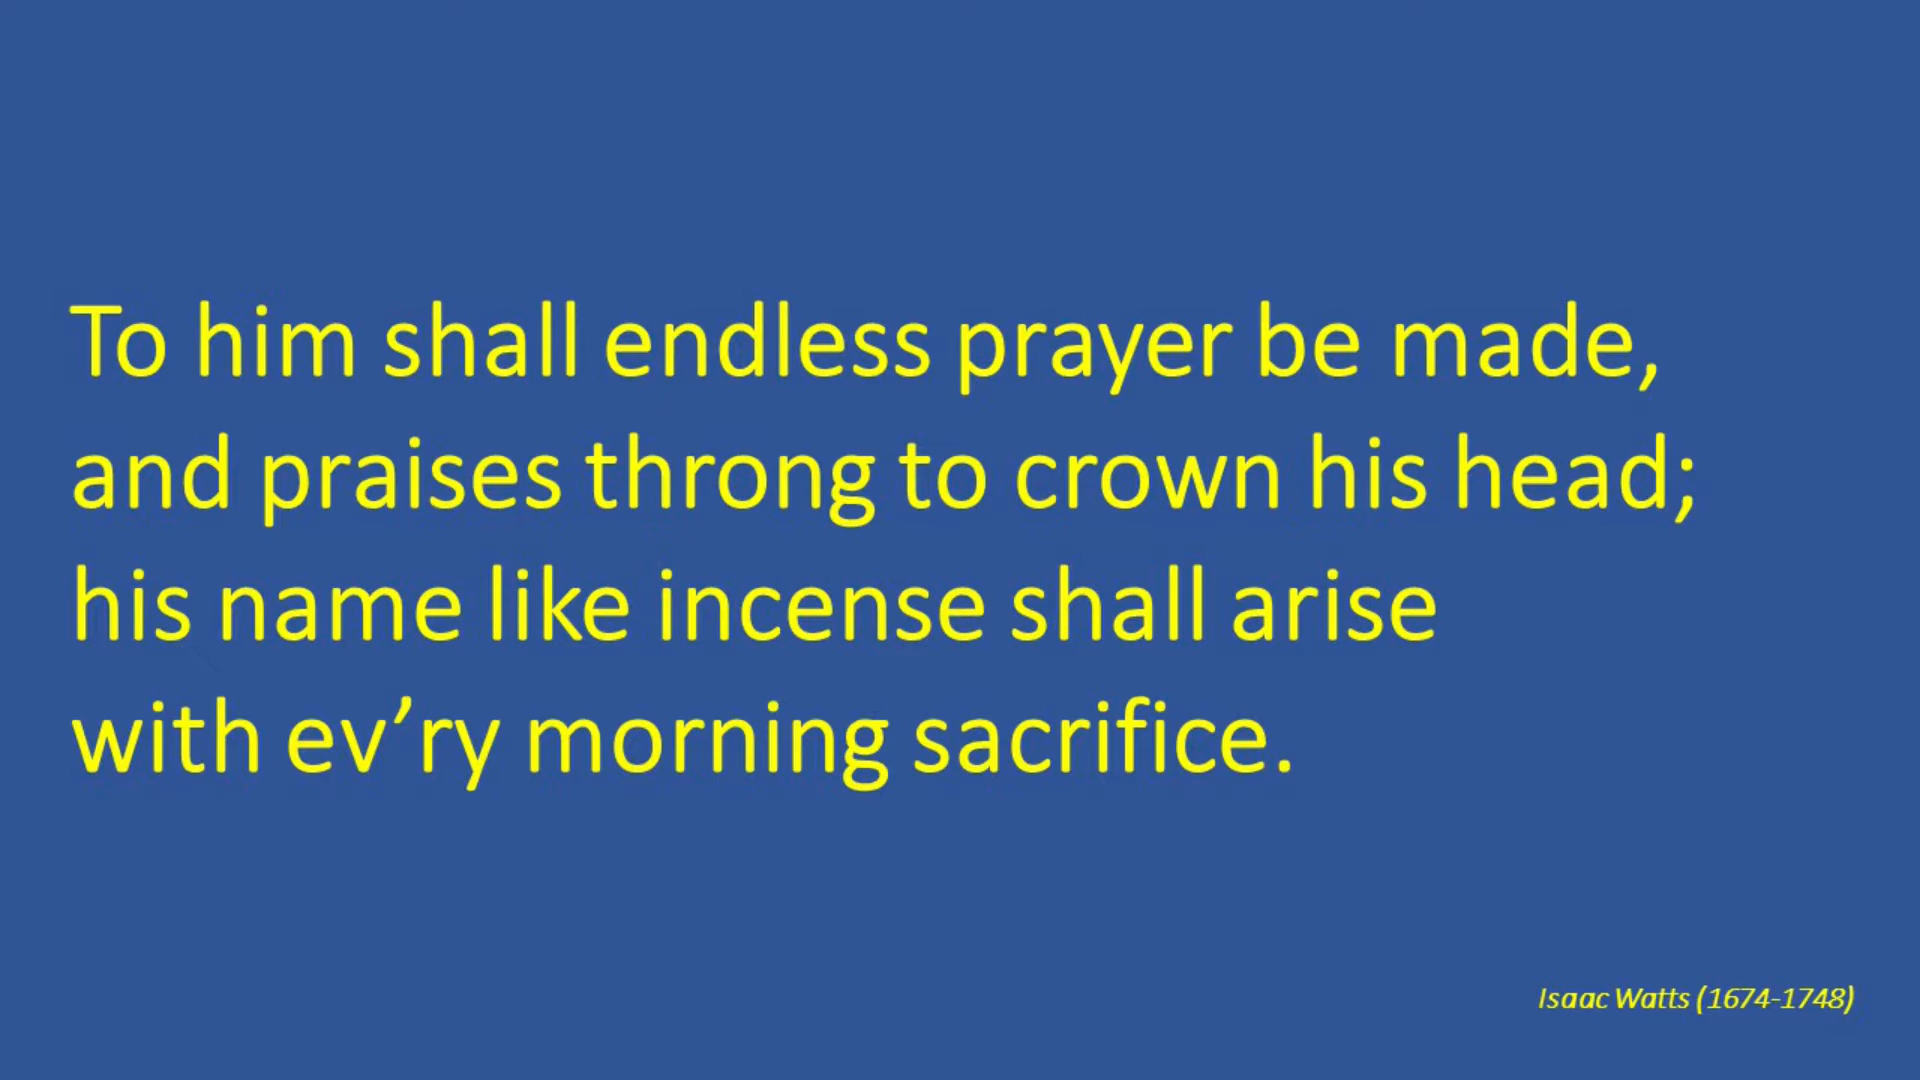 To him shall endless prayer be made,
and praises throng to crown his head;
his name like incense shall arise
with ev’ry morning sacrifice.
Isaac Watts (1674-1748)